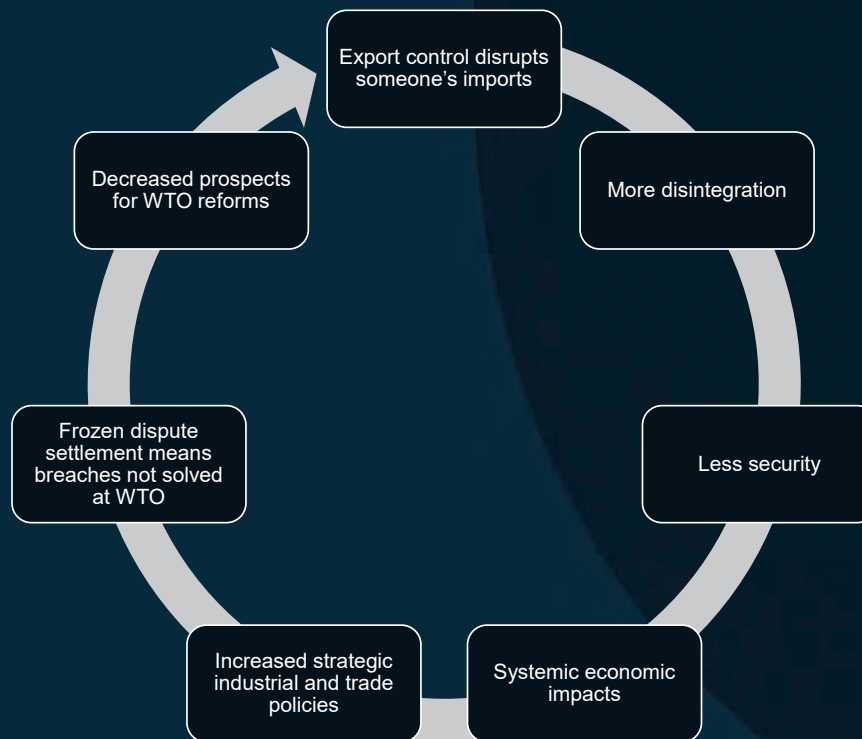 Export control disrupts
someone’s imports
More disintegration
Less security
Systemic economic
impacts
Increased strategic
industrial and trade
policies
Frozen dispute
settlement means
breaches not solved
at WTO
Decreased prospects
for WTO reforms